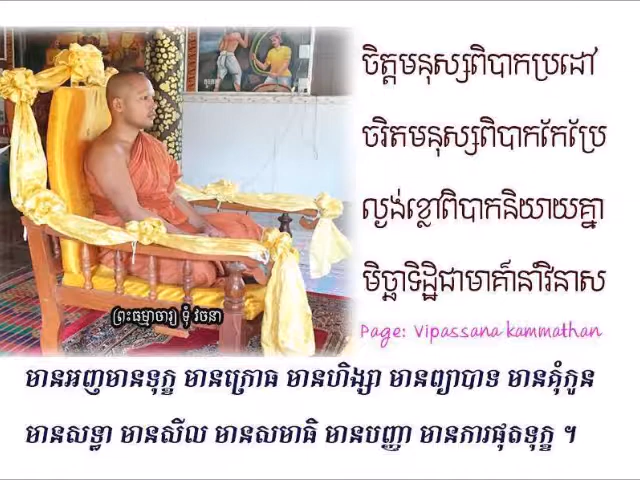 ចិត្តមនុស្សពិបាកប្រដៅ
ចរិតមនុស្សពិបាកកែប្រែ
ល្ងង់ខ្លៅពិបាកនិយាយគ្នា
មិច្ឆាទិដ្ឋិជាមាគ៌ានាំវិនាស
Page: Vipassana kammathan
(ព្រះធម្មាចារ្យ) ទុំ វចនា
មានអញមានទុក្ខ មានក្រោធ មានហិង្សា មានព្យាបាទ មានគុំកួន
មានសទ្ធា មានសីល មានសមាធិ មានបញ្ញា មានការផុតទុក្ខ ។